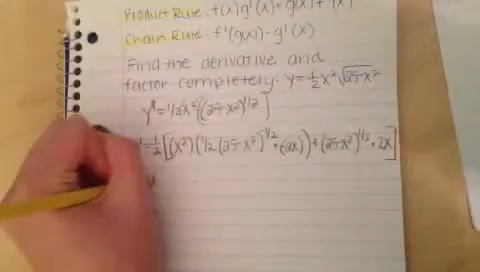 Product Rule: f(x)g'(x)+g(x)f'(x)
Chain Rule: f'(g(x)·g'(x)
Find the derivative and
factor completely: y=½x²√25-x²
y=1/2x²[(25-x²)^1/2]
=1/2[(x²)(1/2(25-x²)^1/2·(-2x))+(25-x²)^1/2·2x]